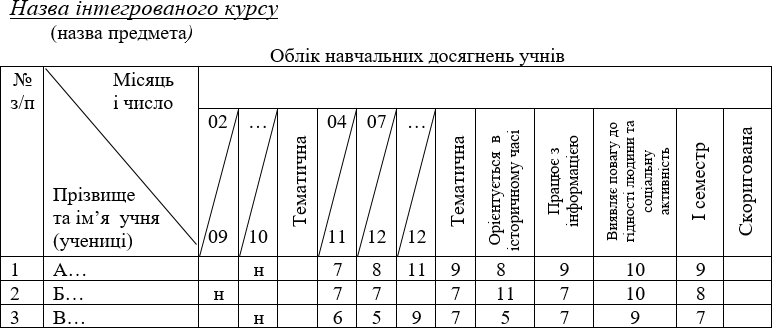 Назва інтегрованого курсу
(назва предмета)
Облік навчальних досягнень учнів
№ з/п
Місяць і число
Прізвище та ім’я учня (учениці)
02 09
… 10
Тематична
04 11
07 12
… 12
Тематична
Орієнтується в історичному часі
Працює з інформацією
Виявляє повагу до гідності людини та соціальну активність
І семестр
Скоригована
1 А… н 7 8 11 9 8 9 10 9
2 Б… н 7 7 7 11 7 10 8
3 В… н 6 5 9 7 5 7 9 7